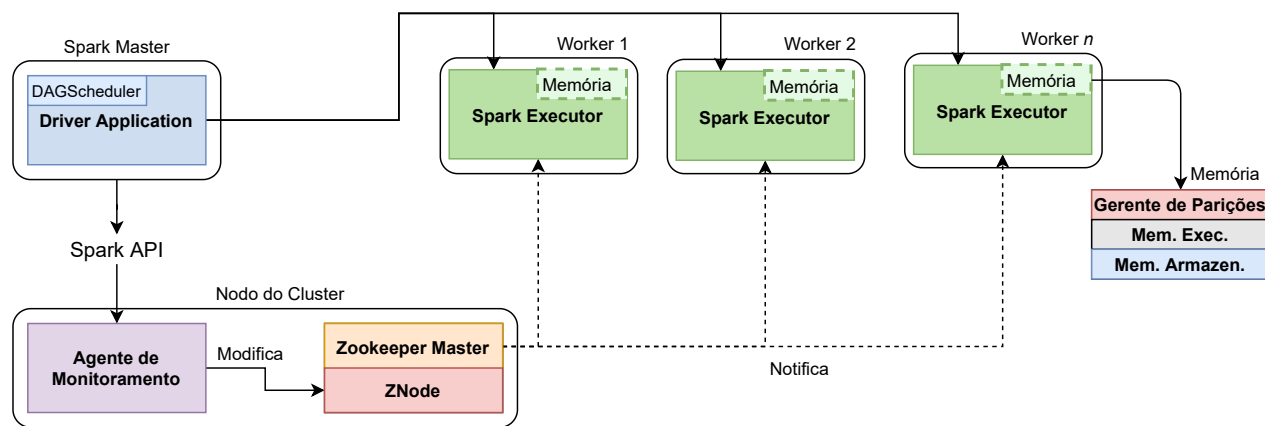 Spark Master
DAGScheduler
Driver Application
Worker 1
Memória
Spark Executor
Worker 2
Memória
Spark Executor
Worker n
Memória
Spark Executor
Memória
Gerente de Parições
Mem. Exec.
Mem. Armazen.
Spark API
Nodo do Cluster
Agente de
Monitoramento
Modifica
Zookeeper Master
ZNode
Notifica